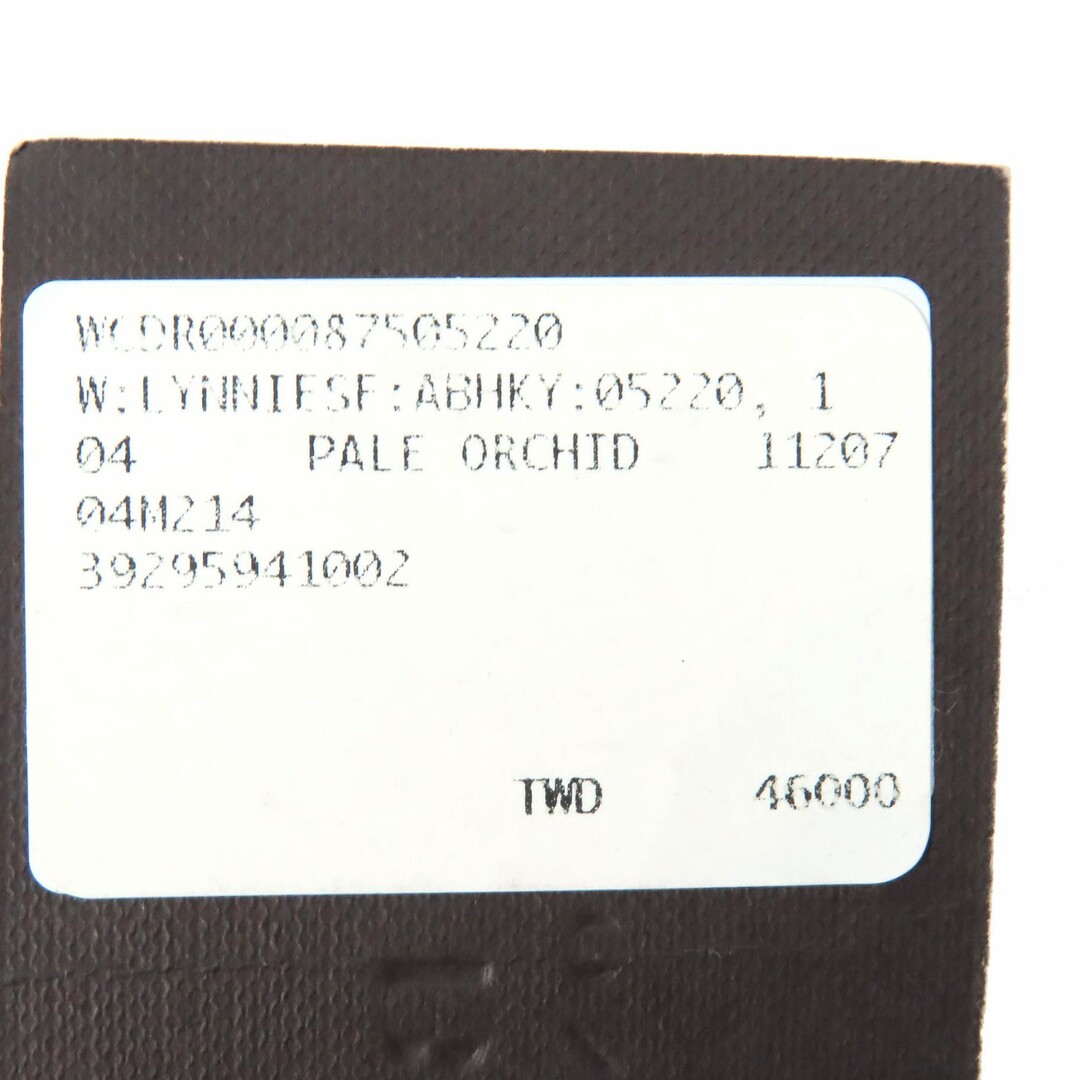 WCDR000087505220
W:LYNNIESF:ABHKY:05220, 1
04 PALE ORCHID 11207
04M214
39295941002
TWD 46000